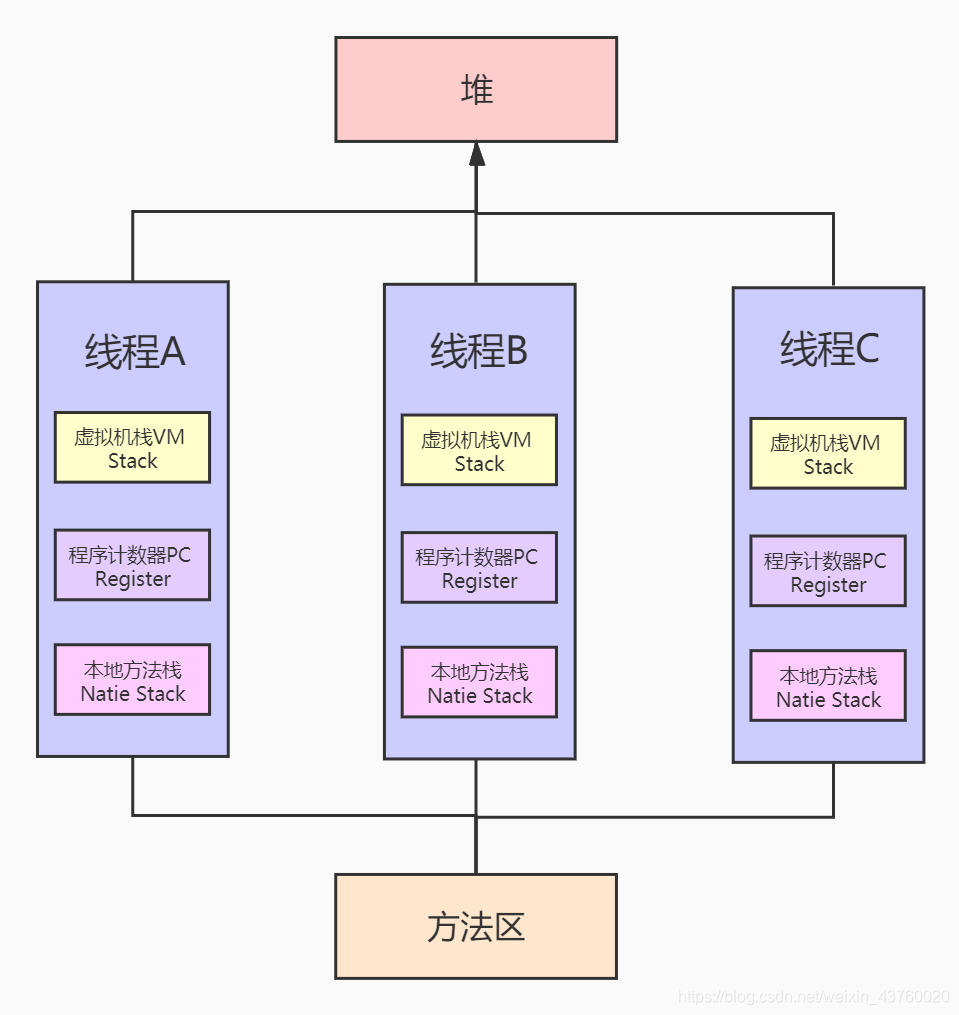 堆
线程A
虚拟机栈VM
Stack
程序计数器PC
Register
本地方法栈
Natie Stack
线程B
虚拟机栈VM
Stack
程序计数器PC
Register
本地方法栈
Natie Stack
线程C
虚拟机栈VM
Stack
程序计数器PC
Register
本地方法栈
Natie Stack
方法区
https://blog.csdn.net/weixin_43760020